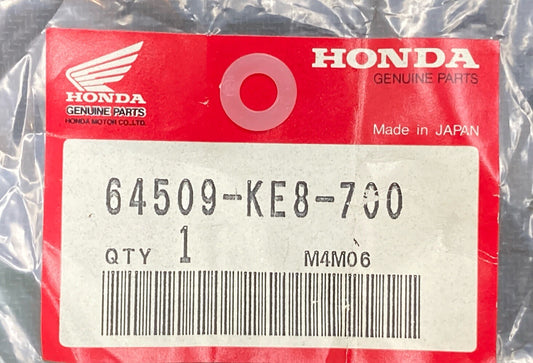 HONDA
GENUINE PARTS
HONDA MOTOR CO.,LTD.
HONDA
GENUINE PARTS
Made in JAPAN
64509-KE8-700
QTY 1 M4M06